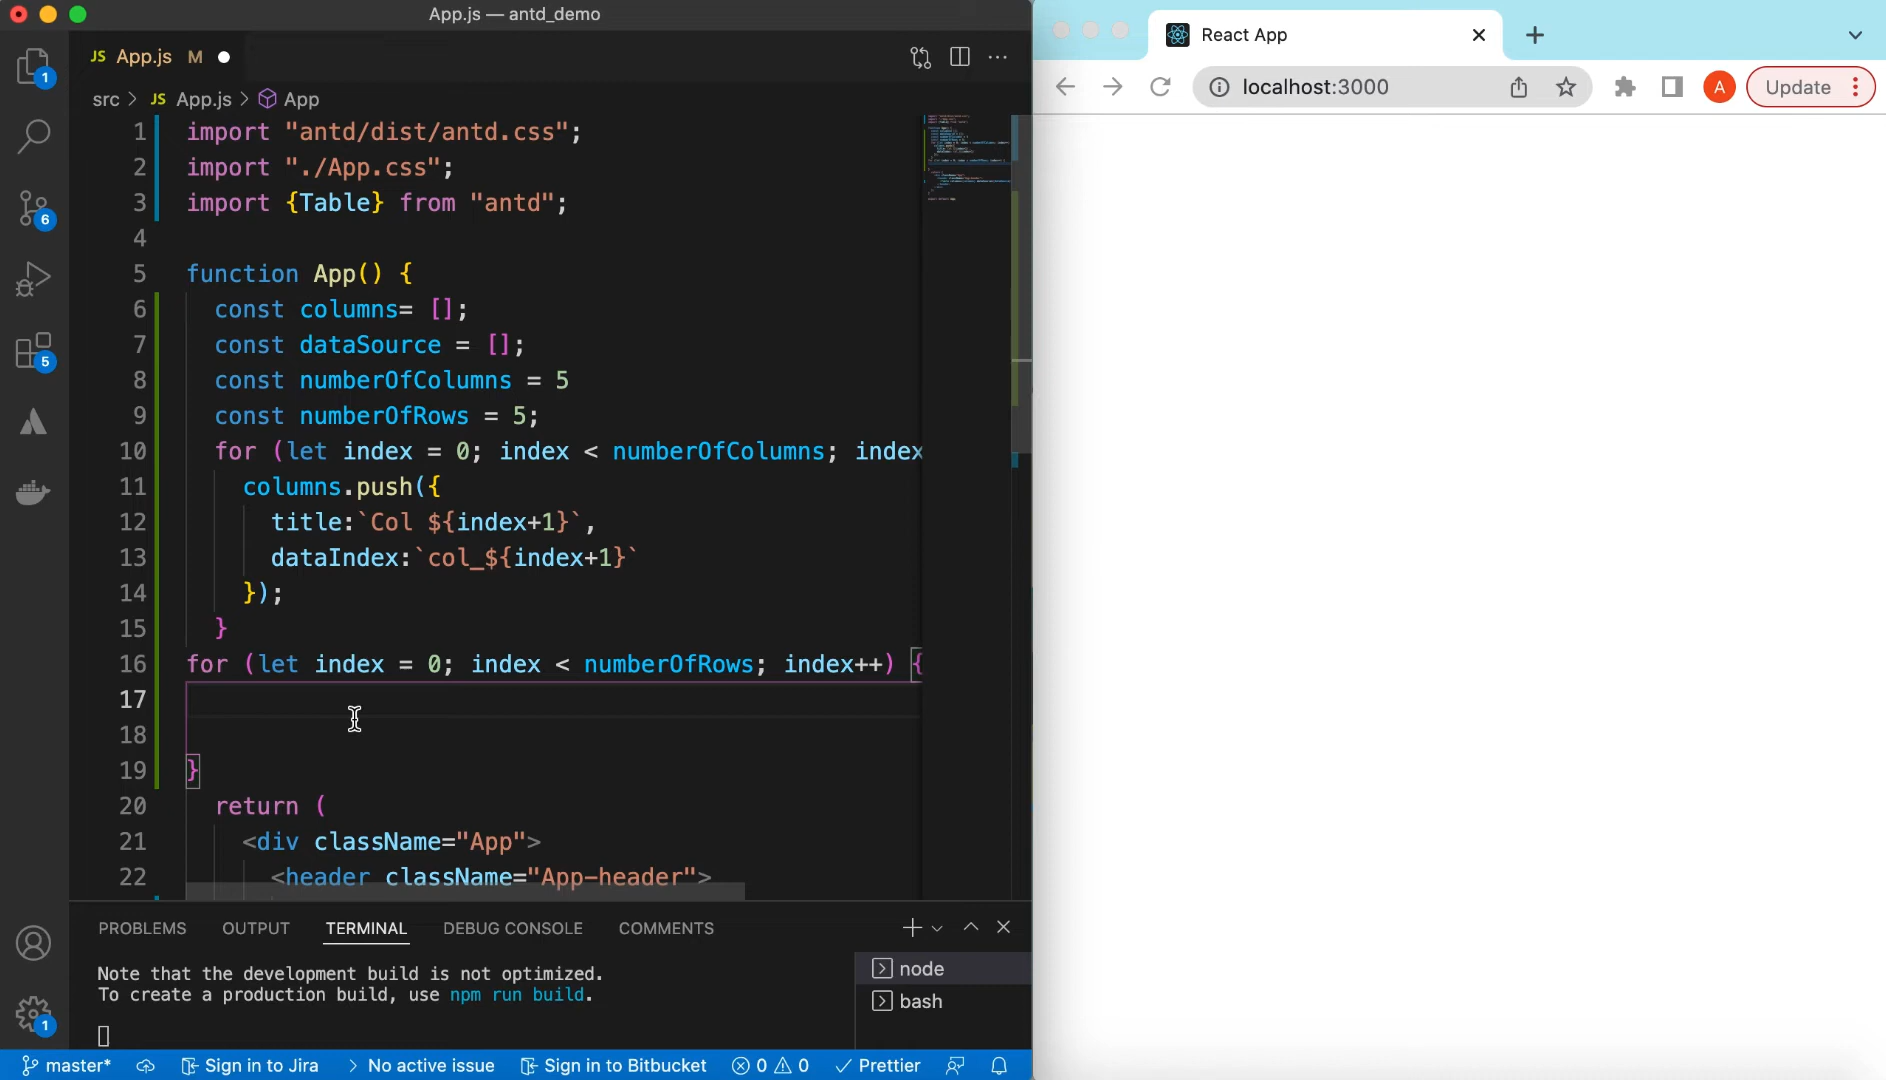 App.js — antd_demo
JS App.js M
src > JS App.js > App
1 import "antd/dist/antd.css";
2 import "./App.css";
3 import {Table} from "antd";
4
5 function App() {
6 const columns= [];
7 const dataSource = [];
8 const numberOfColumns = 5
9 const numberOfRows = 5;
10 for (let index = 0; index < numberOfColumns; index
11 columns.push({
12 title:`Col ${index+1}`,
13 dataIndex:`col_${index+1}`
14 });
15 }
16 for (let index = 0; index < numberOfRows; index++) {
17
18
19 }
20 return (
21 <div className="App">
22 <header className="App-header">
1
6
5
1
PROBLEMS OUTPUT TERMINAL DEBUG CONSOLE COMMENTS
Note that the development build is not optimized.
To create a production build, use npm run build.
node
bash
master* Sign in to Jira > No active issue Sign in to Bitbucket 0 0 Prettier
React App
localhost:3000 A Update